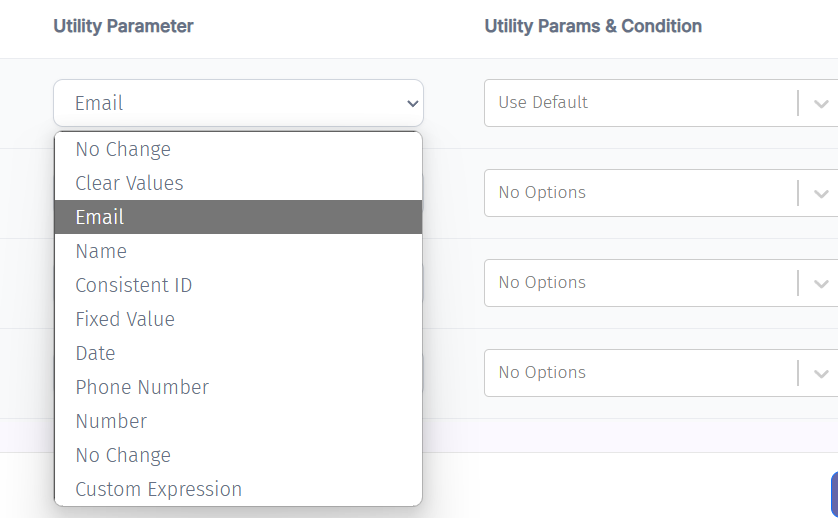 Utility Parameter
Utility Params & Condition
Email
Use Default
No Change
Clear Values
No Options
Email
Name
Consistent ID
No Options
Fixed Value
Date
Phone Number
No Options
Number
No Change
Custom Expression